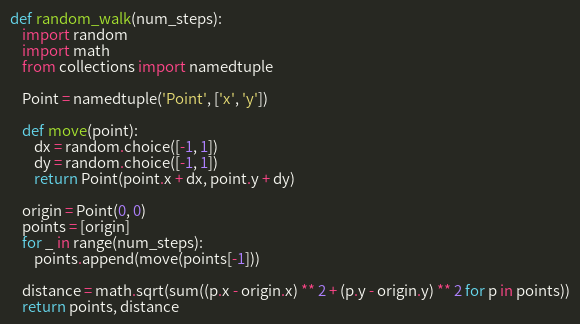 def random_walk(num_steps):
    import random
    import math
    from collections import namedtuple

    Point = namedtuple('Point', ['x', 'y'])

    def move(point):
        dx = random.choice([-1, 1])
        dy = random.choice([-1, 1])
        return Point(point.x + dx, point.y + dy)

    origin = Point(0, 0)
    points = [origin]
    for _ in range(num_steps):
        points.append(move(points[-1]))

    distance = math.sqrt(sum((p.x - origin.x) ** 2 + (p.y - origin.y) ** 2 for p in points))
    return points, distance